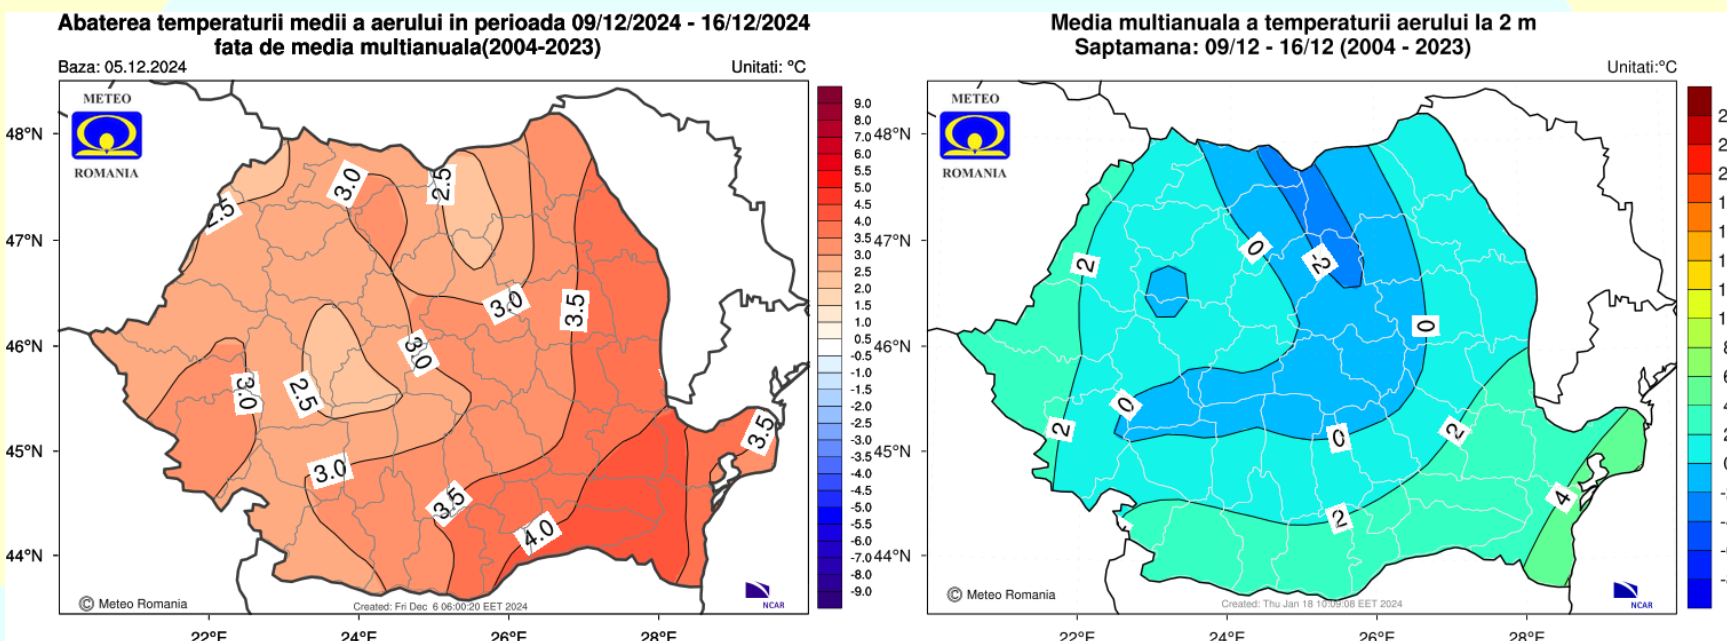 Abaterea temperaturii medii a aerului in perioada 09/12/2024 - 16/12/2024
fata de media multianuala(2004-2023)
Baza: 05.12.2024
Unitati: °C
METEO
ROMANIA
48°N
47°N
46°N
45°N
44°N
22°E
24°E
26°E
28°E
2.5
3.0
2.5
3.0
3.5
3.0
3.0
2.5
3.0
3.5
4.0
3.5
9.0
8.0
7.0
6.0
5.5
5.0
4.5
4.0
3.5
3.0
2.5
2.0
1.5
1.0
0.5
-0.5
-1.0
-1.5
-2.0
-2.5
-3.0
-3.5
-4.0
-4.5
-5.0
-5.5
-6.0
-7.0
-8.0
-9.0
© Meteo Romania
Created: Fri Dec 6 06:00:20 EET 2024
NCAR
Media multianuala a temperaturii aerului la 2 m
Saptamana: 09/12 - 16/12 (2004 - 2023)
Unitati:°C
METEO
ROMANIA
48°N
47°N
46°N
45°N
44°N
22°E
24°E
26°E
28°E
2
0
-2
0
0
2
0
2
2
4
8
6
4
2
0
© Meteo Romania
Created: Thu Jan 18 10:09:08 EET 2024
NCAR